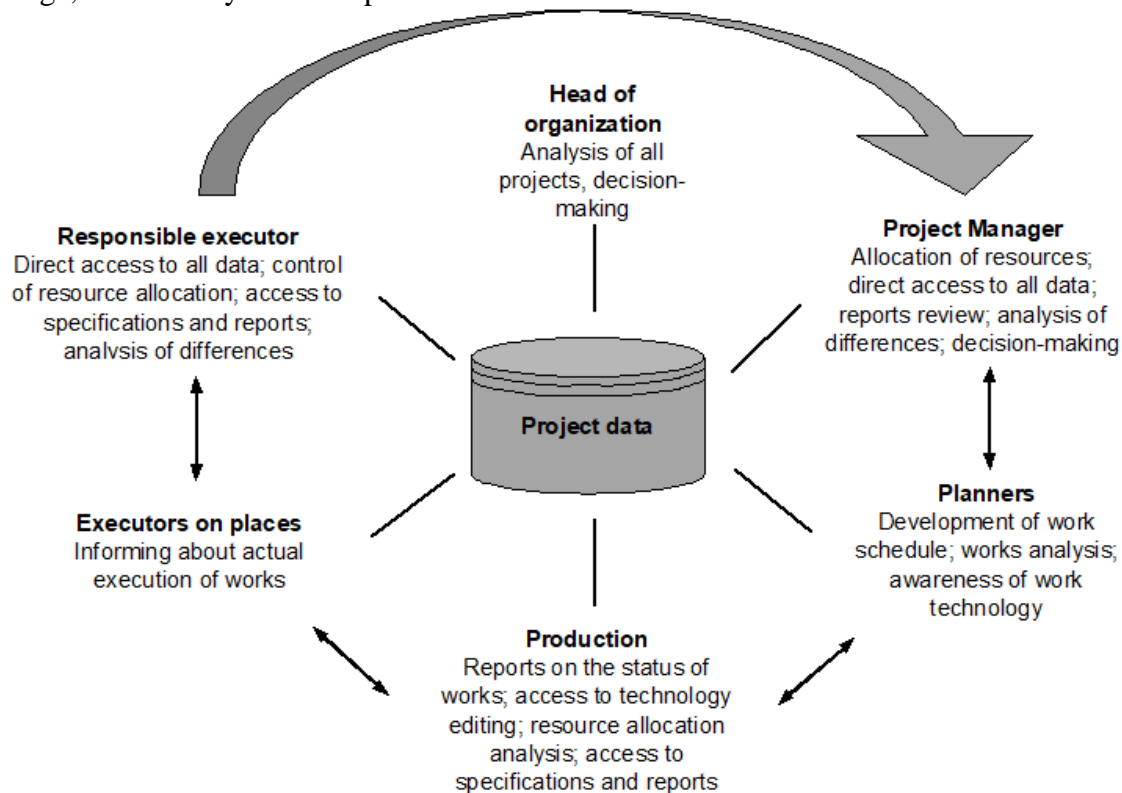 Head of
organization
Analysis of all
projects, decision-
making
Responsible executor
Direct access to all data; control
of resource allocation; access to
specifications and reports;
analysis of differences
Project Manager
Allocation of resources;
direct access to all data;
reports review; analysis of
differences; decision-making
Project data
Executors on places
Informing about actual
execution of works
Planners
Development of work
schedule; works analysis;
awareness of work
technology
Production
Reports on the status of
works; access to technology
editing; resource allocation
analysis; access to
specifications and reports